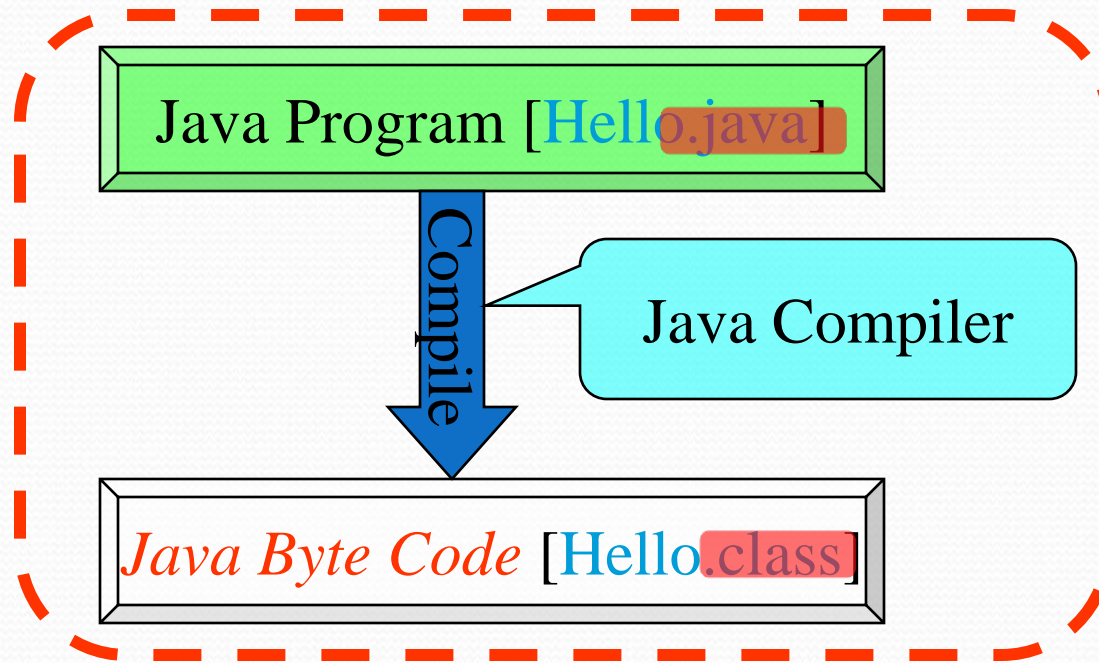 Java Program [Hello.java]
Compile
Java Compiler
Java Byte Code [Hello.class]